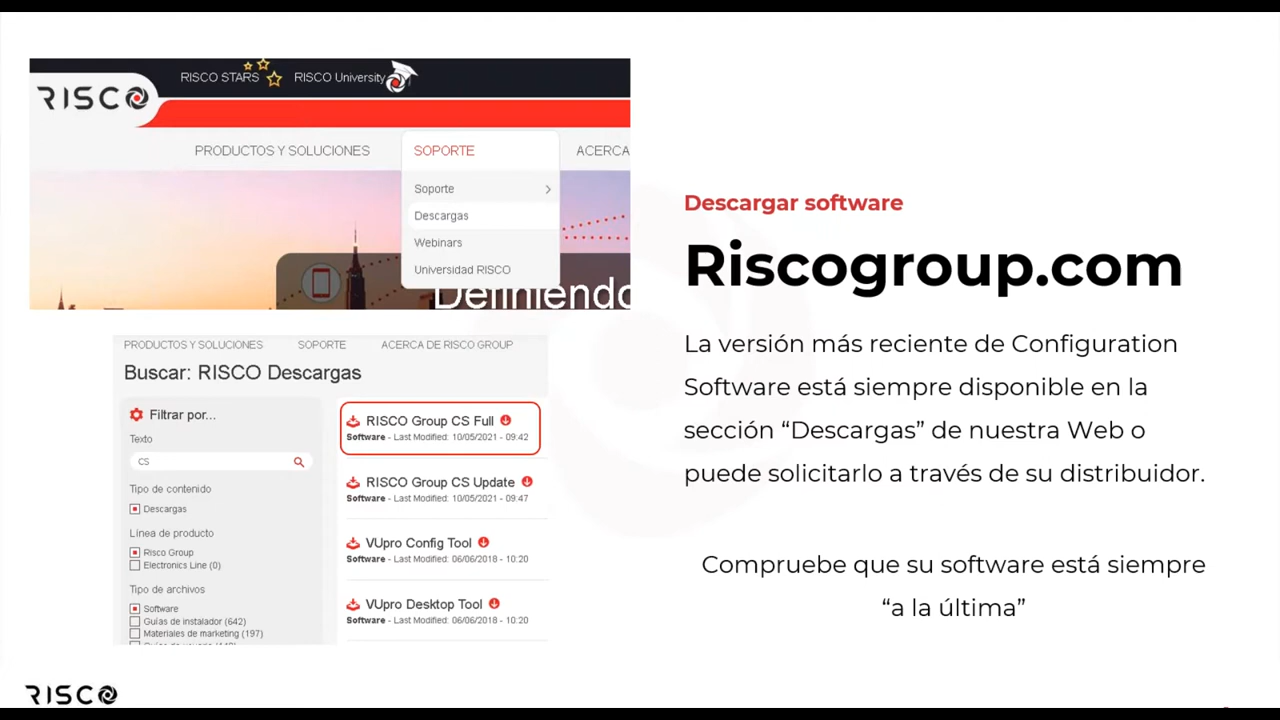 RISCO STARS
RISCO University
RISCO
PRODUCTOS Y SOLUCIONES
SOPORTE
ACERCA
Soporte
Descargas
Webinars
Universidad RISCO
Definiendo
PRODUCTOS Y SOLUCIONES
SOPORTE
ACERCA DE RISCO GROUP
Buscar: RISCO Descargas
Filtrar por...
Texto
CS
Tipo de contenido
Descargas
Línea de producto
Risco Group
Electronics Line (0)
Tipo de archivos
Software
Guías de instalador (642)
Materiales de marketing (197)
RISCO Group CS Full
Software - Last Modified: 10/05/2021 - 09:42
RISCO Group CS Update
Software - Last Modified: 10/05/2021 - 09:47
VUpro Config Tool
Software - Last Modified: 06/06/2018 - 10:20
VUpro Desktop Tool
Software - Last Modified: 06/06/2018 - 10:20
Descargar software
Riscogroup.com
La versión más reciente de Configuration
Software está siempre disponible en la
sección “Descargas” de nuestra Web o
puede solicitarlo a través de su distribuidor.
Compruebe que su software está siempre
“a la última”
RISCO